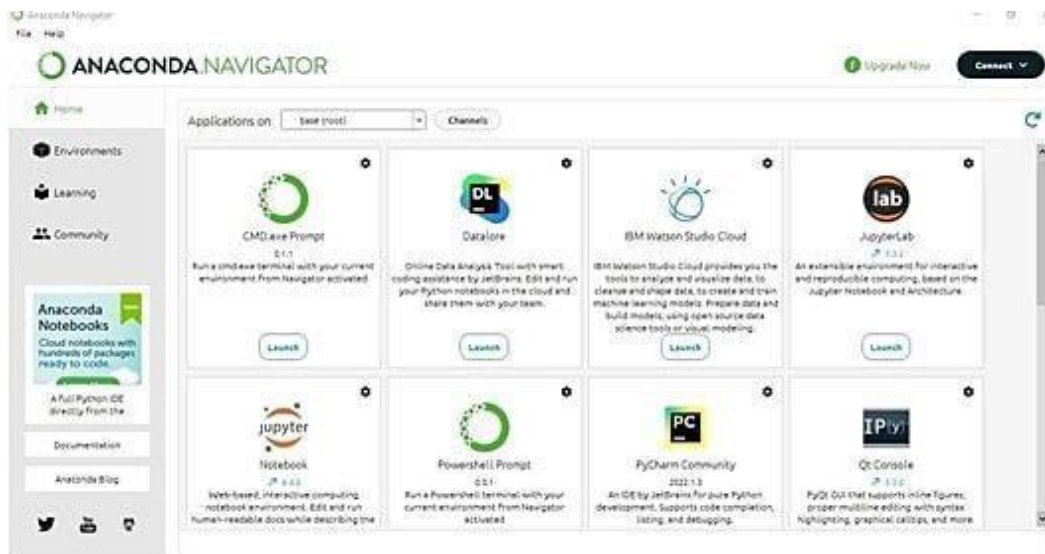 Anaconda Navigator
File Help
ANACONDA.NAVIGATOR
Upgrade Now
Connect
Home
Applications on
base (root)
Channels
Environments
Learning
Community
DL
CMD.exe Prompt
0.1.1
Run a cmd.exe terminal with your current
environment from Navigator activated
Launch
Datalore
Online Data Analysis Tool with smart
coding assistance by JetBrains. Edit and run
your Python notebooks in the cloud and
share them with your team.
Launch
IBM Watson Studio Cloud
IBM Watson Studio Cloud provides you the
tools to analyze and visualize data, to
cleanse and shape data, to create and train
machine learning models. Prepare data and
build models, using open source data
science tools or visual modeling.
Launch
lab
JupyterLab
An extensible environment for interactive
and reproducible computing, based on the
Jupyter Notebook and Architecture.
Launch
Anaconda
Notebooks
Cloud notebooks with
hundreds of packages
ready to code.
A Full Python IDE
directly from the
Documentation
Anaconda Blog
jupyter
Notebook
Web-based, interactive computing
notebook environment. Edit and run
human-readable docs while describing the
Powershell Prompt
0.0.1
Run a Powershell terminal with your
current environment from Navigator
activated
PC
PyCharm Community
2022.1.3
An IDE by JetBrains for pure Python
development. Supports code completion,
listing, and debugging.
IP[y]
Qt Console
PyQt GUI that supports inline figures,
proper multiline editing with syntax
highlighting, graphical calltips, and more.